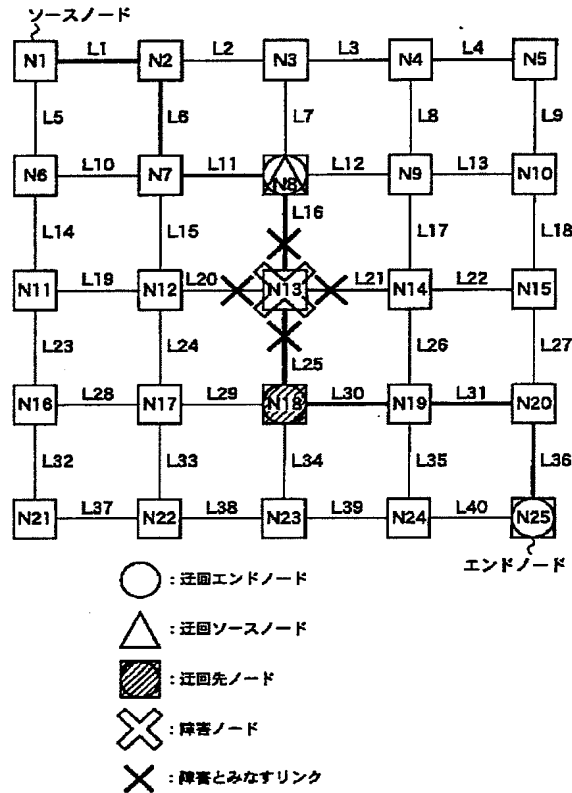 ソースノード
N1 L1 N2 L2 N3 L3 N4 L4 N5
L5 L6 L7 L8 L9
N6 L10 N7 L11 N8 L12 N9 L13 N10
L14 L15 L16 L17 L18
N11 L19 N12 L20 N13 L21 N14 L22 N15
L23 L24 L25 L26 L27
N16 L28 N17 L29 N18 L30 N19 L31 N20
L32 L33 L34 L35 L36
N21 L37 N22 L38 N23 L39 N24 L40 N25
エンドノード
:迂回エンドノード
:迂回ソースノード
:迂回先ノード
:障害ノード
:障害とみなすリンク